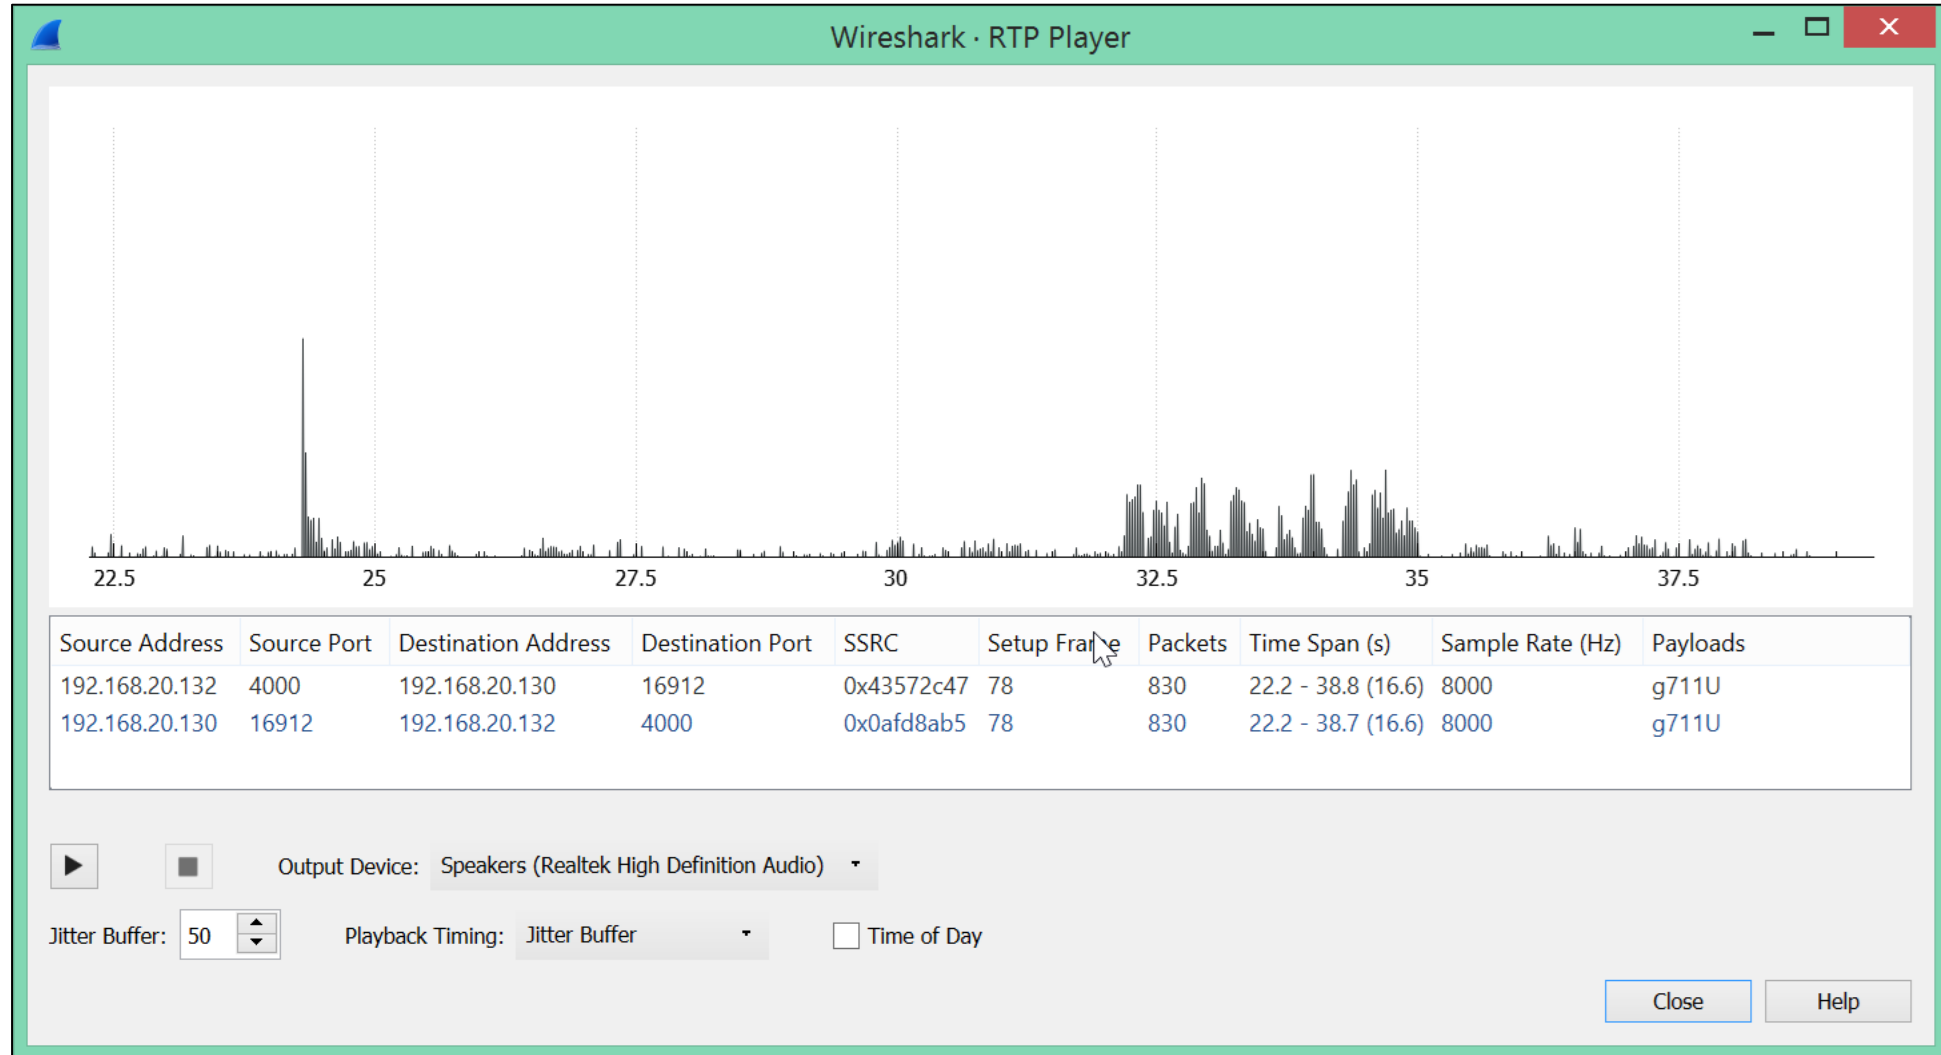 Wireshark · RTP Player
22.5 25 27.5 30 32.5 35 37.5
Source Address Source Port Destination Address Destination Port SSRC Setup Frame Packets Time Span (s) Sample Rate (Hz) Payloads
192.168.20.132 4000 192.168.20.130 16912 0x43572c47 78 830 22.2 - 38.8 (16.6) 8000 g711U
192.168.20.130 16912 192.168.20.132 4000 0x0afd8ab5 78 830 22.2 - 38.7 (16.6) 8000 g711U
Output Device: Speakers (Realtek High Definition Audio)
Jitter Buffer: 50 Playback Timing: Jitter Buffer Time of Day
Close Help